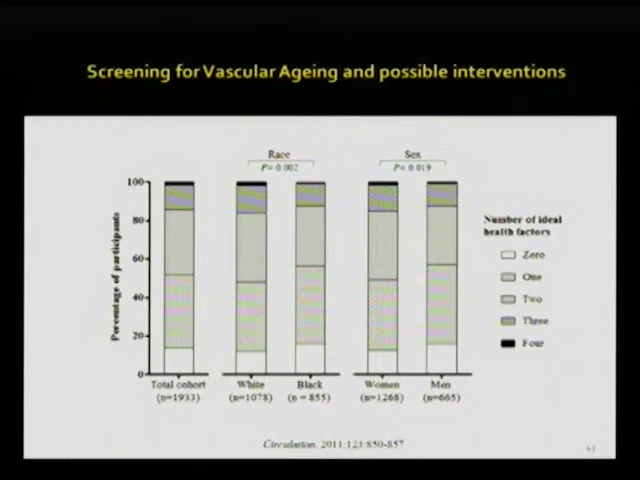 Screening for Vascular Ageing and possible interventions
Race
P= 0.002
Sex
P= 0.019
100
80
60
40
20
0
Percentage of participants
Total cohort
(n=1933)
White
(n=1078)
Black
(n = 855)
Women
(n=1268)
Men
(n=665)
Number of ideal
health factors
Zero
One
Two
Three
Four
Circulation. 2011;123:850-857